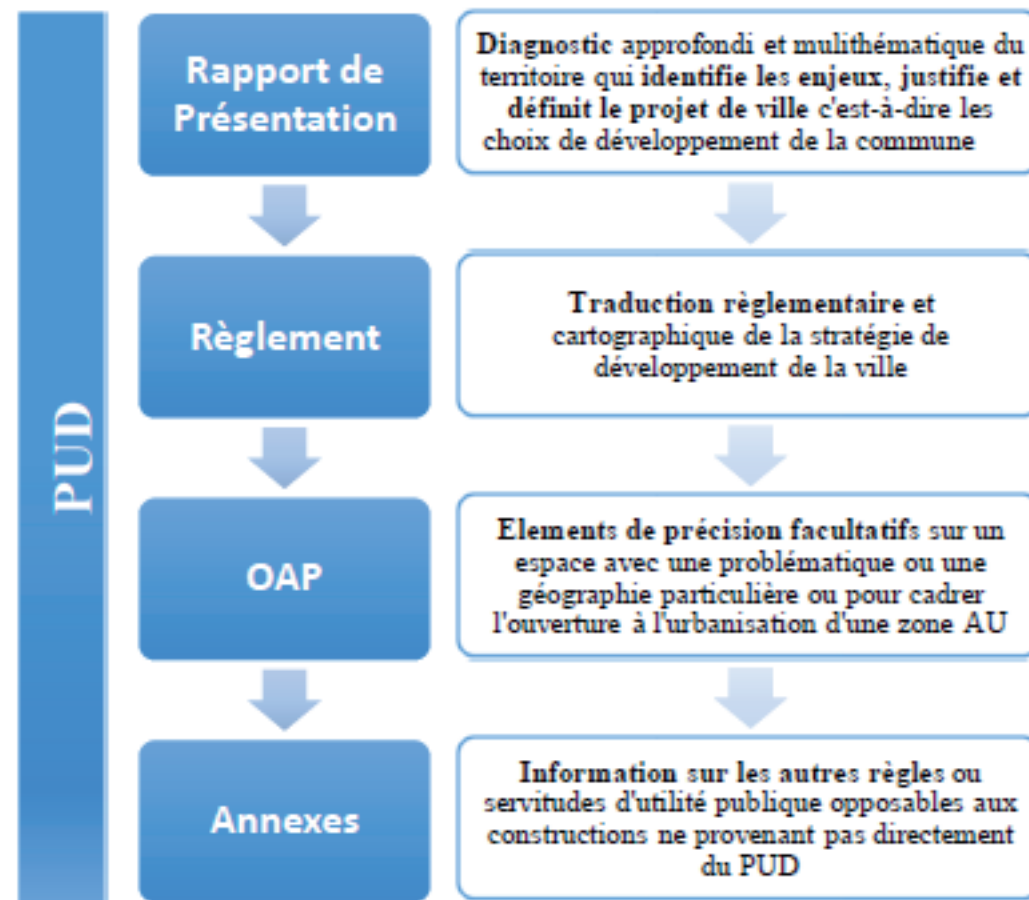 PUD
Rapport de
Présentation
Diagnostic approfondi et mulithématique du
territoire qui identifie les enjeux, justifie et
définit le projet de ville c'est-à-dire les
choix de développement de la commune
Règlement
Traduction règlementaire et
cartographique de la stratégie de
développement de la ville
OAP
Elements de précision facultatifs sur un
espace avec une problématique ou une
géographie particulière ou pour cadrer
l'ouverture à l'urbanisation d'une zone AU
Annexes
Information sur les autres règles ou
servitudes d'utilité publique opposables aux
constructions ne provenant pas directement
du PUD